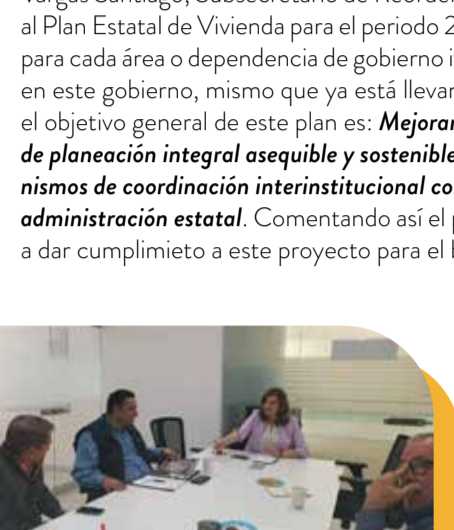 Vargas Santiago, Subsecretario de Reorden
al Plan Estatal de Vivienda para el periodo 2
para cada área o dependencia de gobierno i
en este gobierno, mismo que ya está llevar
el objetivo general de este plan es: Mejorar
de planeación integral asequible y sostenible
nismos de coordinación interinstitucional co
administración estatal. Comentando así el p
a dar cumplimieto a este proyecto para el b